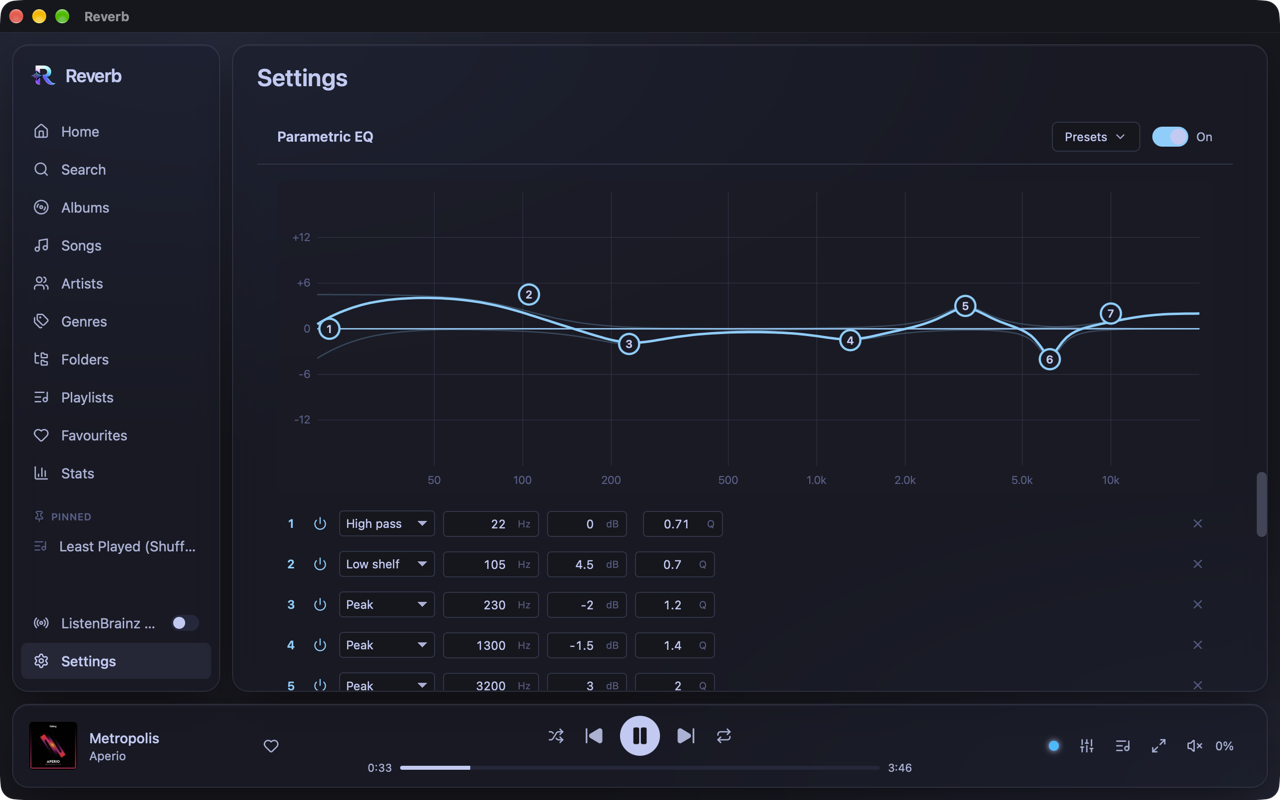 Reverb
Reverb
Home
Search
Albums
Songs
Artists
Genres
Folders
Playlists
Favourites
Stats
PINNED
Least Played (Shuff...
ListenBrainz ...
Settings
Settings
Parametric EQ
Presets
On
+12
+6
0
-6
-12
1
2
3
4
5
6
7
50 100 200 500 1.0k 2.0k 5.0k 10k
1 High pass 22 Hz 0 dB 0.71 Q
2 Low shelf 105 Hz 4.5 dB 0.7 Q
3 Peak 230 Hz -2 dB 1.2 Q
4 Peak 1300 Hz -1.5 dB 1.4 Q
5 Peak 3200 Hz 3 dB 2 Q
Metropolis
Aperio
0:33
3:46
0%